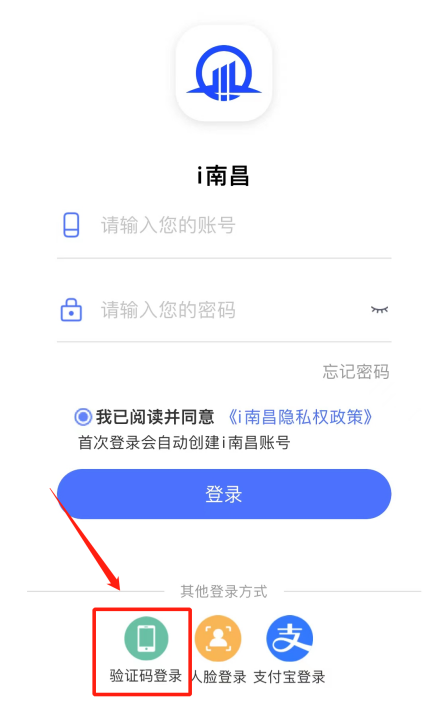 i南昌
请输入您的账号
请输入您的密码
忘记密码
我已阅读并同意 《i南昌隐私权政策》
首次登录会自动创建i南昌账号
登录
其他登录方式
验证码登录 人脸登录 支付宝登录